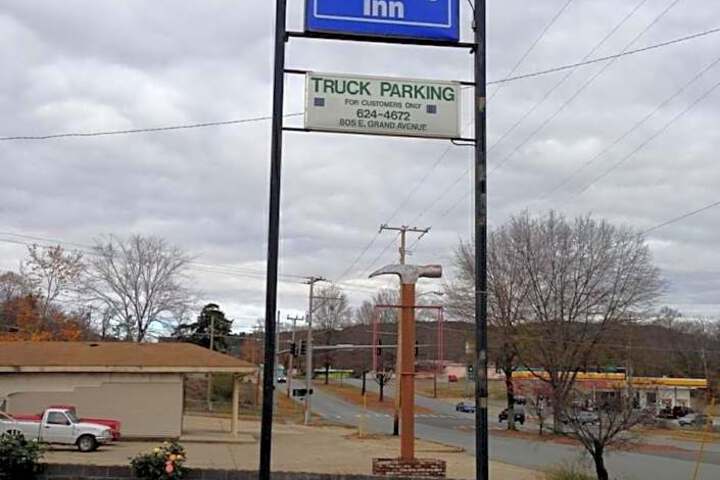 Inn
TRUCK PARKING
FOR CUSTOMERS ONLY
624-4672
805 E. GRAND AVENUE